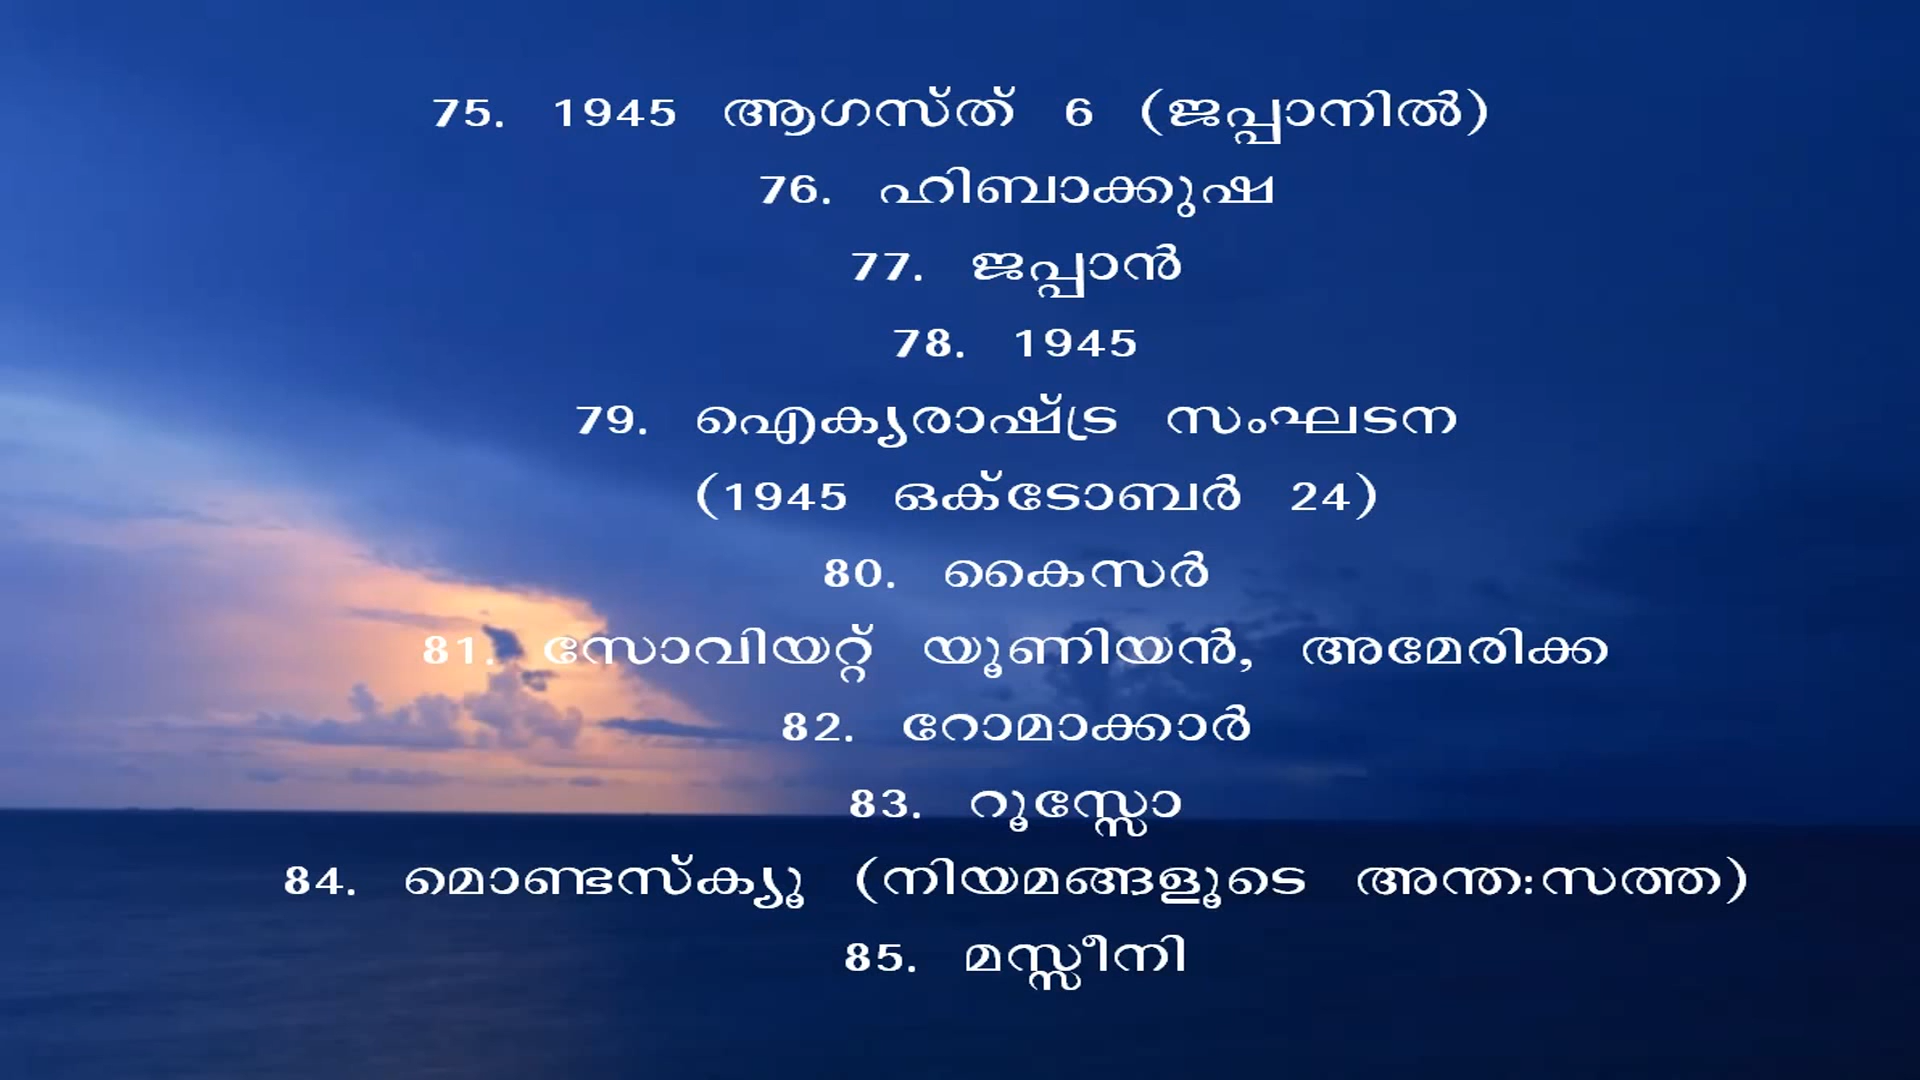 75. 1945 ആഗസ്ത് 6 (ജപ്പാനിൽ)
76. ഹിബാക്കുഷ
77. ജപ്പാൻ
78. 1945
79. ഐക്യരാഷ്ട്ര സംഘടന
(1945 ഒക്ടോബർ 24)
80. കൈസർ
81. സോവിയറ്റ് യൂണിയൻ, അമേരിക്ക
82. റോമാക്കാർ
83. റൂസ്സോ
84. മൊണ്ടസ്ക്യൂ (നിയമങ്ങളൂടെ അന്ത:സത്ത)
85. മസ്സീനി